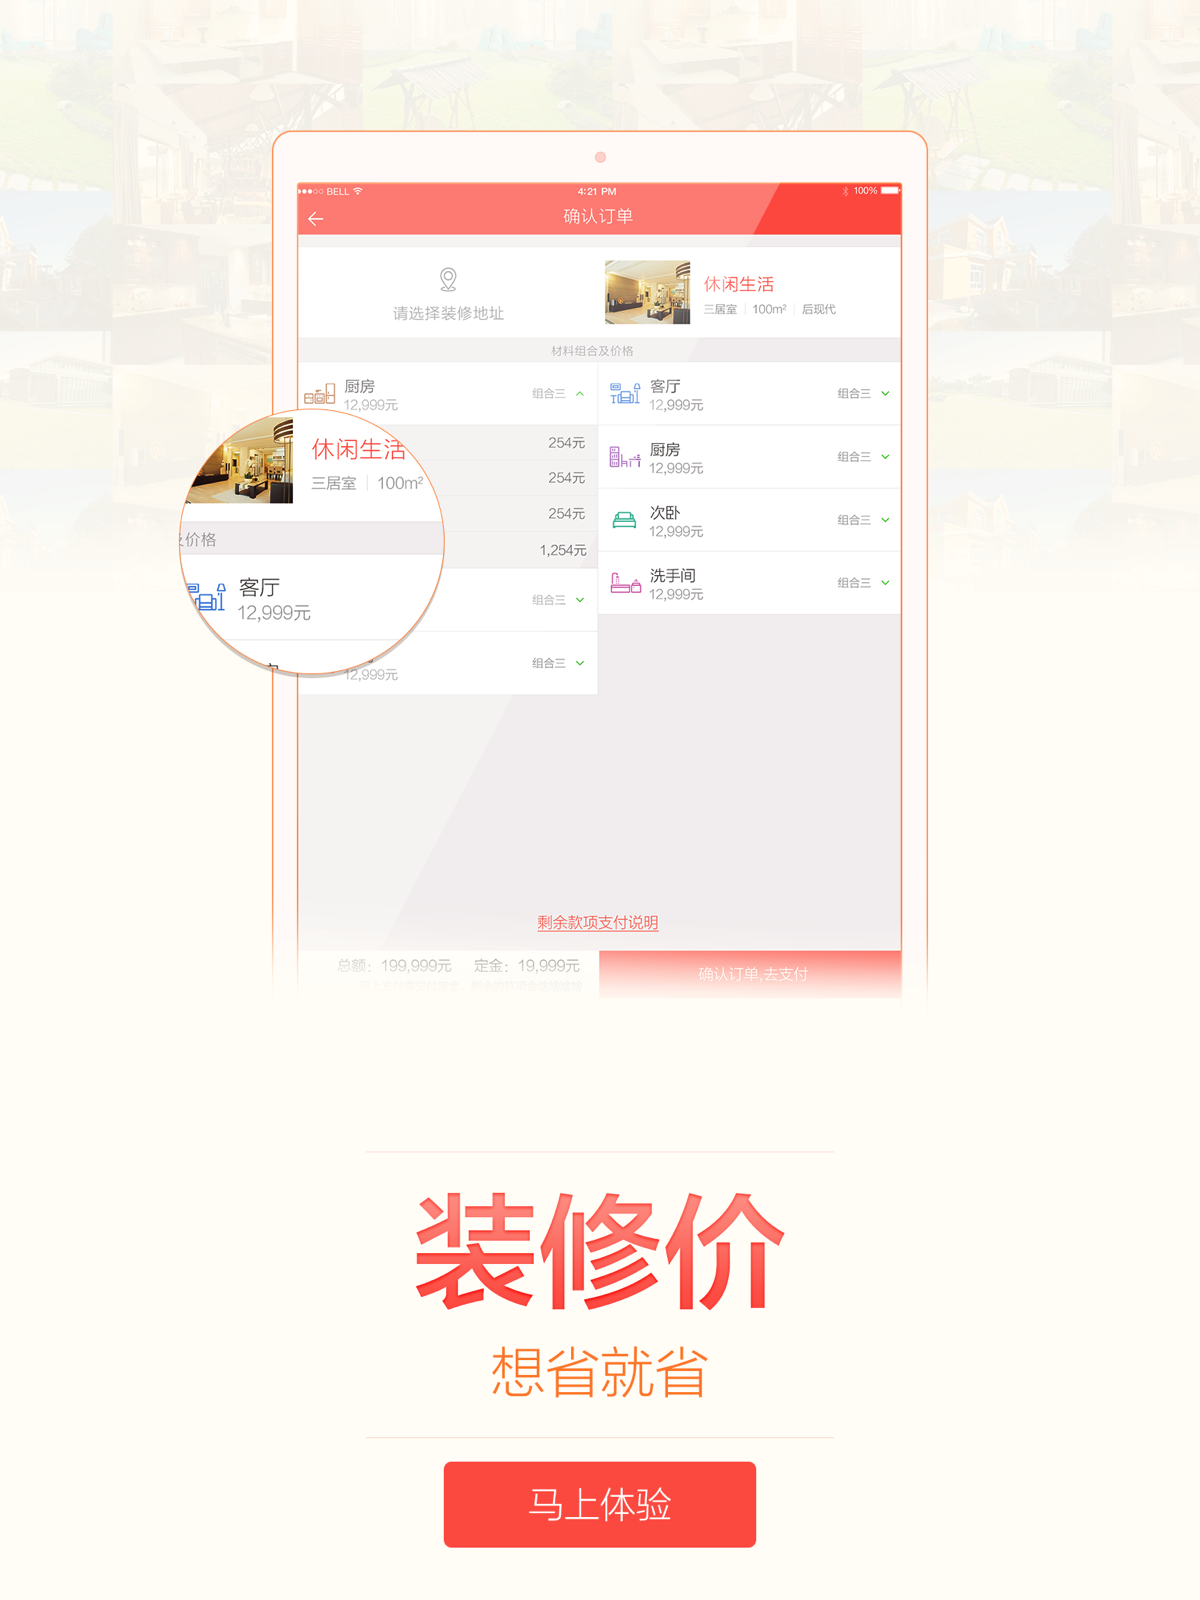 BELL
4:21 PM
100%
确认订单
请选择装修地址
休闲生活
三居室 100m²  后现代
材料组合及价格
厨房
12,999元
组合三
254元
254元
254元
1,254元
组合三
12,999元
组合三
客厅
12,999元
组合三
厨房
12,999元
组合三
次卧
12,999元
组合三
洗手间
12,999元
组合三
休闲生活
三居室 100m²
价格
客厅
12,999元
剩余款项支付说明
总额：199,999元 定金：19,999元
确认订单,去支付
装修价
想省就省
马上体验